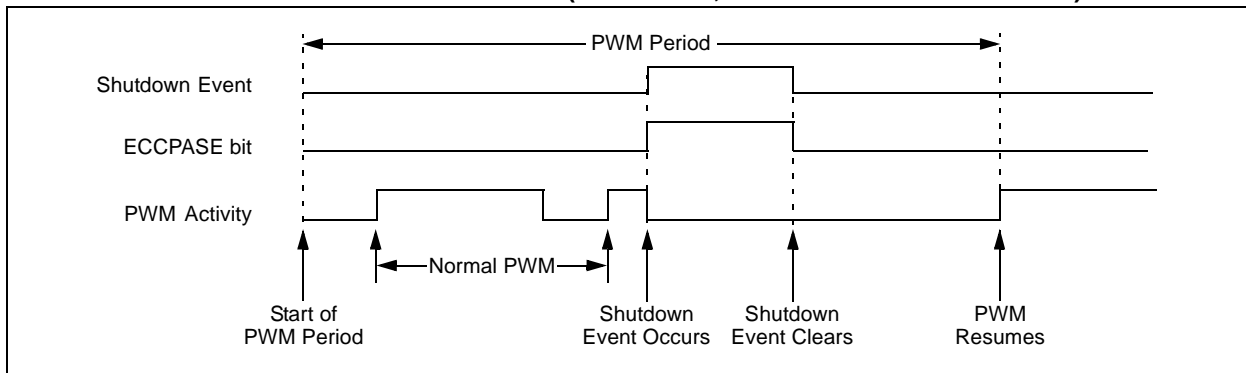 PWM Period
Shutdown Event
ECCPASE bit
PWM Activity
Normal PWM
Start of
PWM Period
Shutdown
Event Occurs
Shutdown
Event Clears
PWM
Resumes